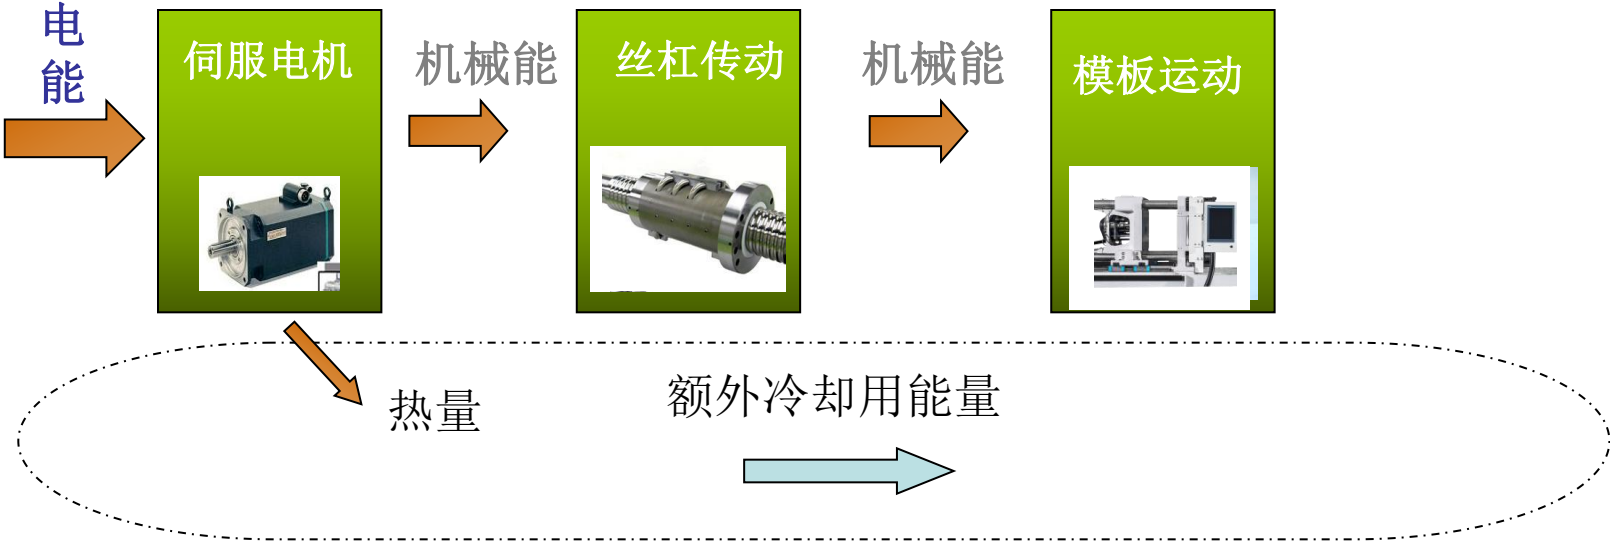 电
能
伺服电机
机械能
丝杠传动
机械能
模板运动
热量
额外冷却用能量